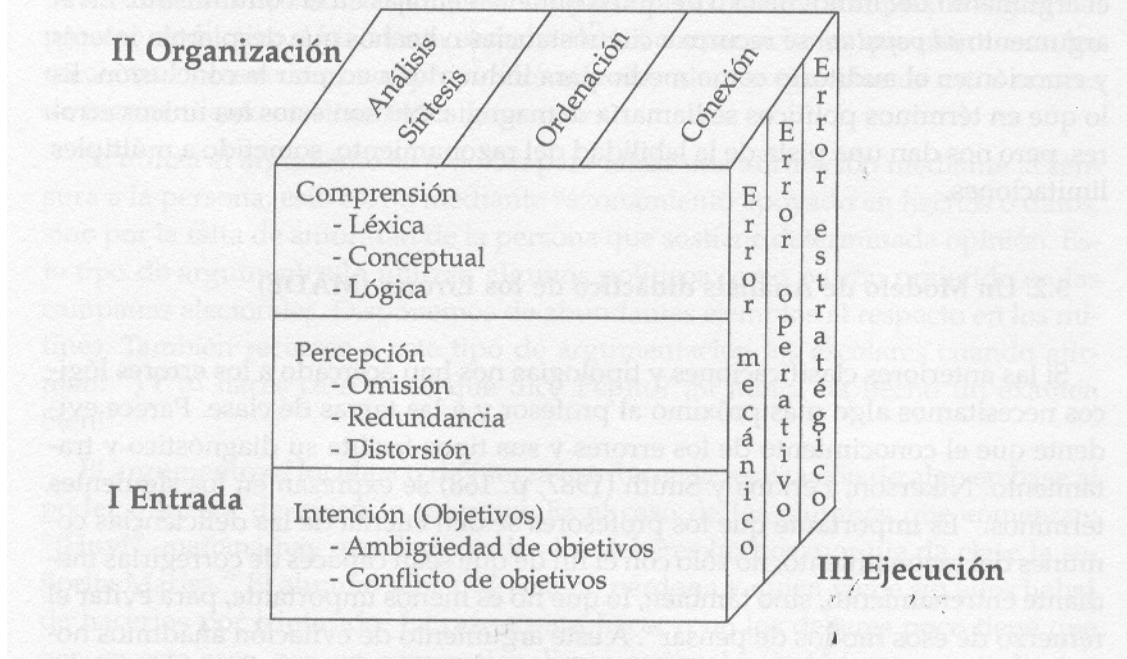 II Organización
Análisis
Síntesis
Ordenación
Conexión
Comprensión
- Léxica
- Conceptual
- Lógica
Percepción
- Omisión
- Redundancia
- Distorsión
I Entrada
Intención (Objetivos)
- Ambigüedad de objetivos
- Conflicto de objetivos
Error mecánico
Error operativo
Error estratégico
III Ejecución